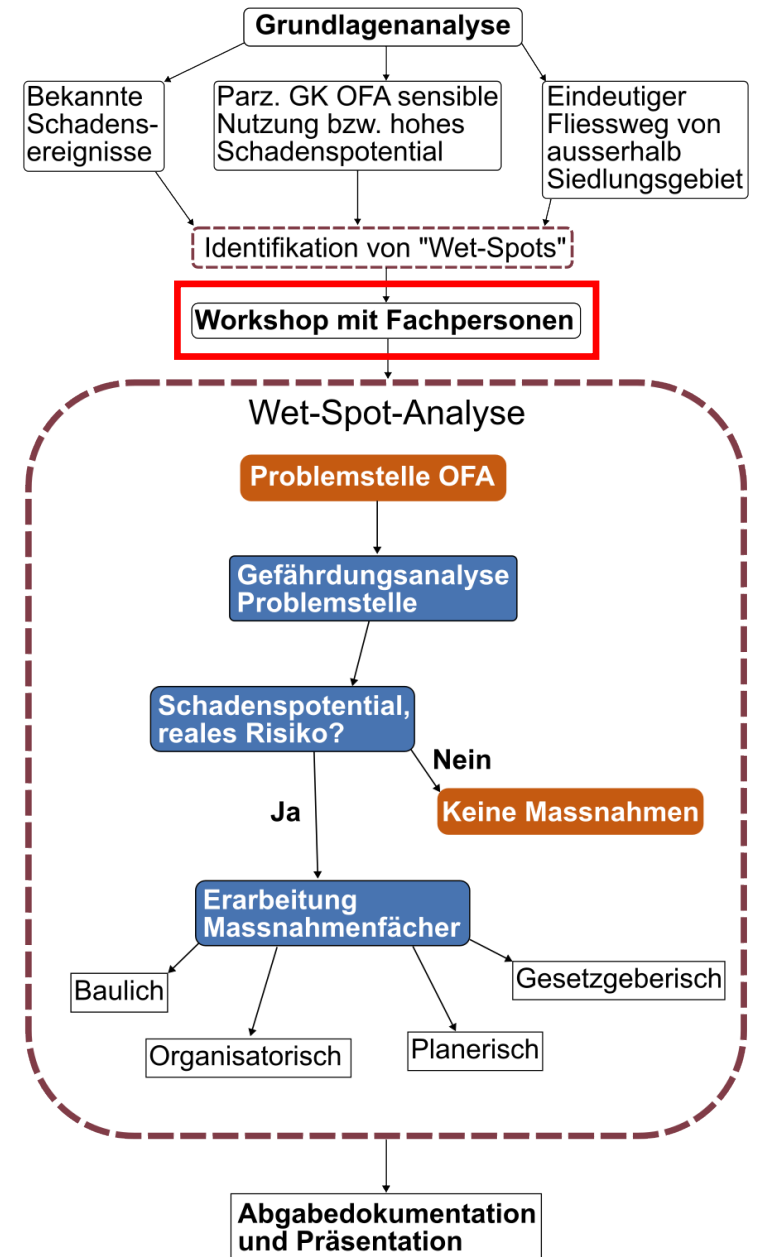 Grundlagenanalyse
Bekannte
Schadens-
ereignisse
Parz. GK OFA sensible
Nutzung bzw. hohes
Schadenspotential
Eindeutiger
Fliessweg von
ausserhalb
Siedlungsgebiet
Identifikation von "Wet-Spots"
Workshop mit Fachpersonen
Wet-Spot-Analyse
Problemstelle OFA
Gefährdungsanalyse
Problemstelle
Schadenspotential,
reales Risiko?
Nein
Keine Massnahmen
Ja
Erarbeitung
Massnahmenfächer
Baulich
Organisatorisch
Planerisch
Gesetzgeberisch
Abgabedokumentation
und Präsentation